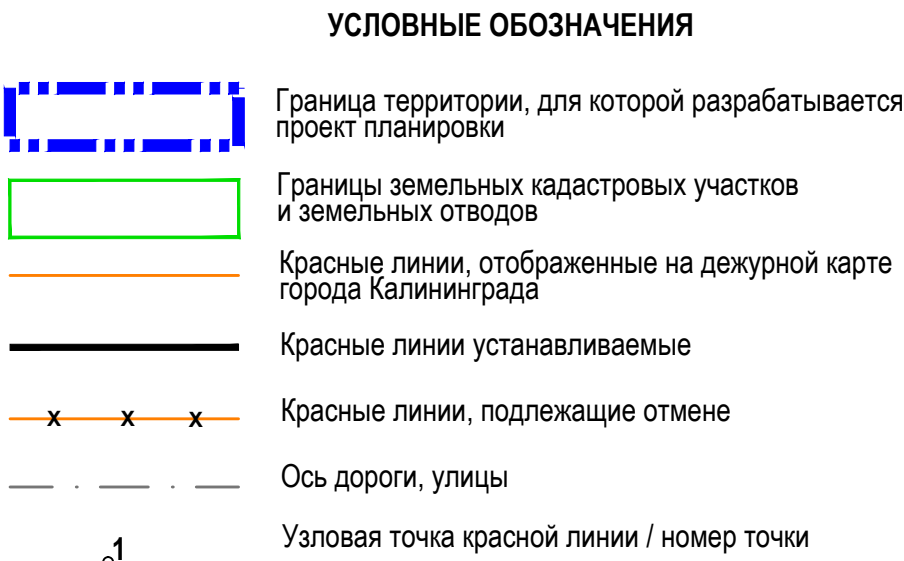 УСЛОВНЫЕ ОБОЗНАЧЕНИЯ
Граница территории, для которой разрабатывается
проект планировки
Границы земельных кадастровых участков
и земельных отводов
Красные линии, отображенные на дежурной карте
города Калининграда
Красные линии устанавливаемые
x x x
Красные линии, подлежащие отмене
Ось дороги, улицы
Узловая точка красной линии / номер точки
1